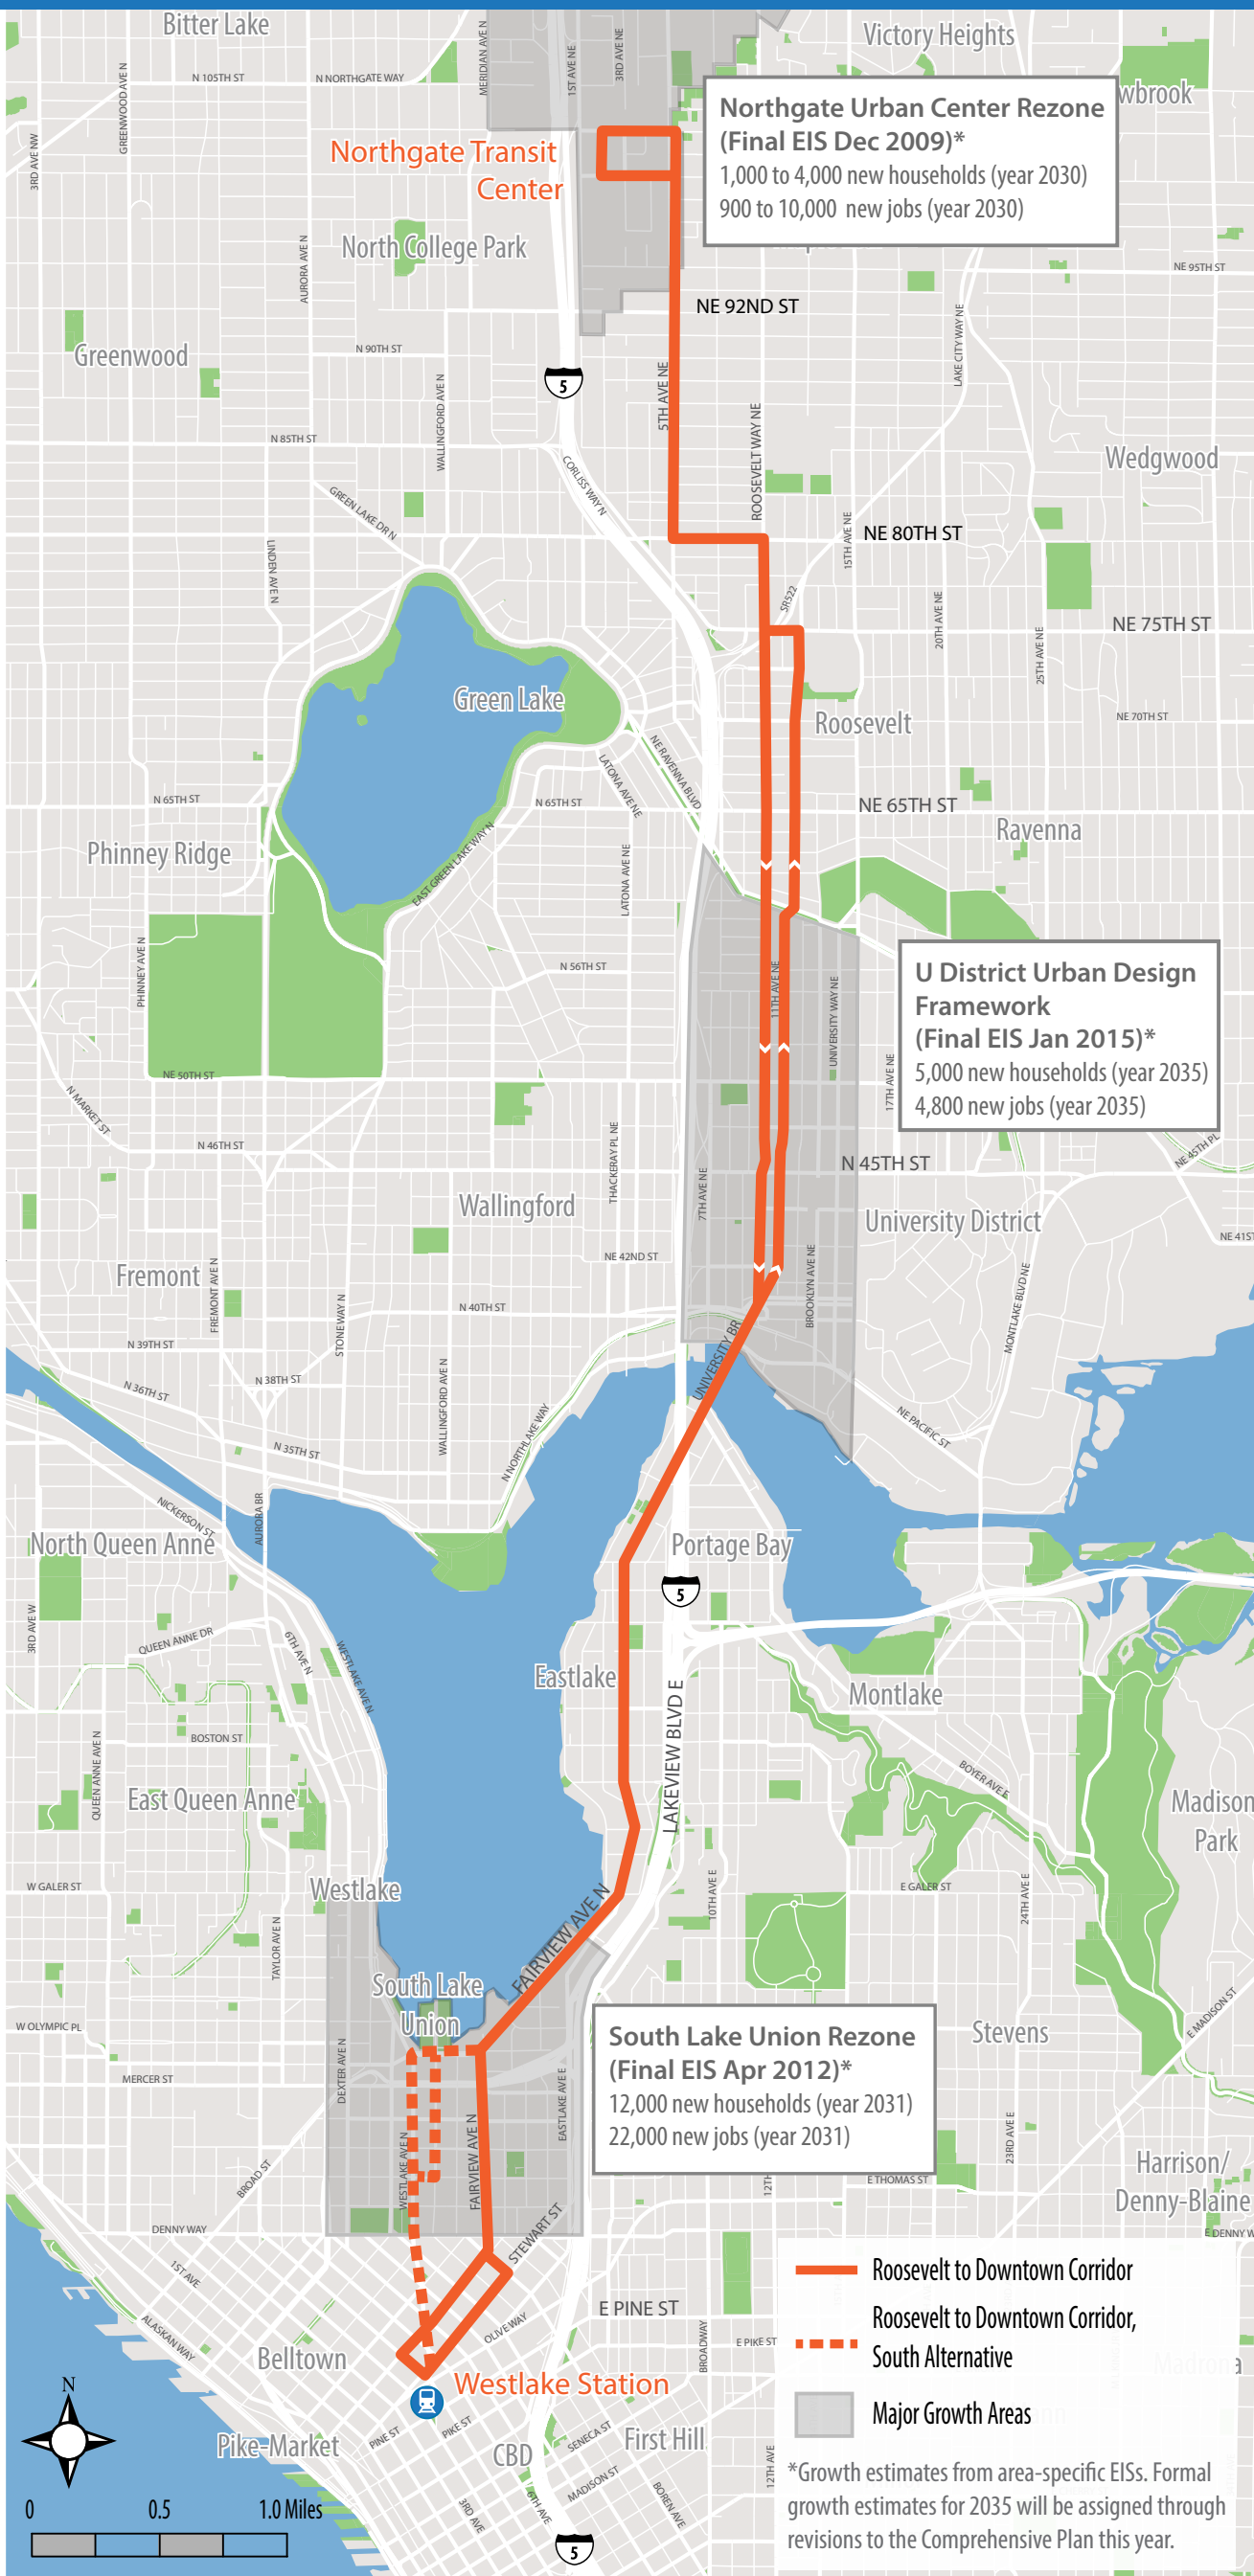 Bitter Lake
Victory Heights
wbrook
GREENWOOD AVE N
N 105TH ST
N NORTHGATE WAY
MERIDIAN AVE N
1ST AVE NE
3RD AVE NE
3RD AVE NW
Northgate Urban Center Rezone
(Final EIS Dec 2009)*
1,000 to 4,000 new households (year 2030)
900 to 10,000 new jobs (year 2030)
Northgate Transit
Center
North College Park
AURORA AVE N
NE 95TH ST
NE 92ND ST
LAKE CITY WAY NE
Greenwood
N 90TH ST
5
WALLINGFORD AVE N
5TH AVE NE
ROOSEVELT WAY NE
N 85TH ST
CORLISS WAY N
Wedgwood
GREEN LAKE DR N
15TH AVE NE
NE 80TH ST
LINDEN AVE N
SR522
20TH AVE NE
25TH AVE NE
NE 75TH ST
Green Lake
Roosevelt
NE 70TH ST
NE RAVENNA BLVD
LATONA AVE NE
N 65TH ST
N 65TH ST
NE 65TH ST
Ravenna
Phinney Ridge
EAST GREEN LAKE WAY N
LATONA AVE NE
PHINNEY AVE N
N 56TH ST
11TH AVE NE
UNIVERSITY WAY NE
U District Urban Design
Framework
(Final EIS Jan 2015)*
5,000 new households (year 2035)
4,800 new jobs (year 2035)
17TH AVE NE
NE 50TH ST
N MARKET ST
N 46TH ST
THACKERAY PL NE
N 45TH ST
NE 45TH PL
7TH AVE NE
Wallingford
University District
NE 41ST
NE 42ND ST
BROOKLYN AVE NE
Fremont
FREMONT AVE N
STONE WAY N
N 40TH ST
MONTLAKE BLVD NE
N 39TH ST
UNIVERSITY BR
N 38TH ST
N 36TH ST
WALLINGFORD AVE N
N NORTHLAKE WAY
NE PACIFIC ST
N 35TH ST
NICKERSON ST
AURORA BR
North Queen Anne
Portage Bay
5
3RD AVE W
QUEEN ANNE DR
6TH AVE N
WESTLAKE AVE N
Eastlake
LAKEVIEW BLVD E
Montlake
BOSTON ST
QUEEN ANNE AVE N
BOYER AVE E
East Queen Anne
Madison
Park
W GALER ST
Westlake
FAIRVIEW AVE N
10TH AVE E
E GALER ST
24TH AVE E
TAYLOR AVE N
South Lake
Union
W OLYMPIC PL
South Lake Union Rezone
(Final EIS Apr 2012)*
12,000 new households (year 2031)
22,000 new jobs (year 2031)
Stevens
E MADISON ST
DEXTER AVE N
MERCER ST
EASTLAKE AVE E
WESTLAKE AVE N
FAIRVIEW AVE N
23RD AVE E
BROAD ST
12TH
E THOMAS ST
Harrison/
Denny-Blaine
DENNY WAY
STEWART ST
E DENNY W
1ST AVE
Roosevelt to Downtown Corridor
E PINE ST
Roosevelt to Downtown Corridor,
South Alternative
ALASKAN WAY
OLIVE WAY
BROADWAY
E PIKE ST
Belltown
Madrona
Westlake Station
Major Growth Areas
N
PINE ST
PIKE ST
SENECA ST
First Hill
Pike-Market
CBD
12TH AVE
*Growth estimates from area-specific EISs. Formal
growth estimates for 2035 will be assigned through
revisions to the Comprehensive Plan this year.
MADISON ST
BOREN AVE
3RD AVE
6TH AVE
0 0.5 1.0 Miles
5